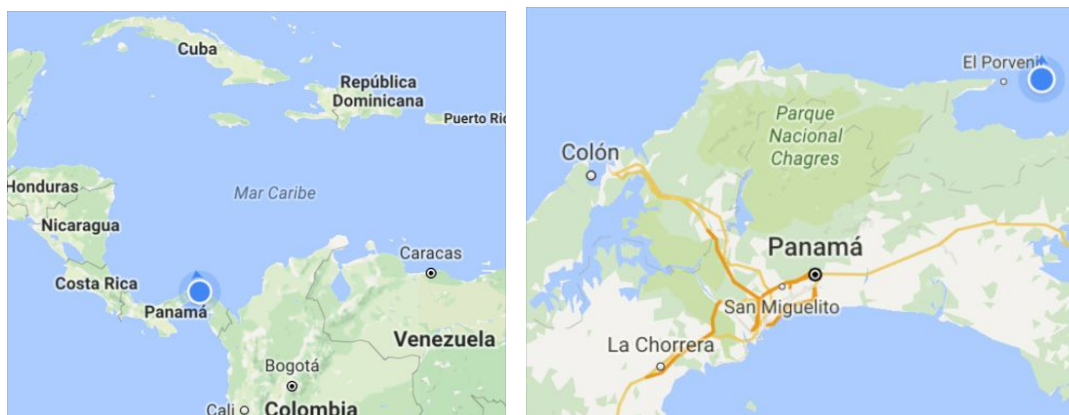 Cuba
República
Dominicana
Puerto Ric
Honduras
Mar Caribe
Nicaragua
Costa Rica
Caracas
Panamá
Venezuela
Bogotá
Cali
Colombia
El Porveni
Parque
Nacional
Chagres
Colón
Panamá
San Miguelito
La Chorrera